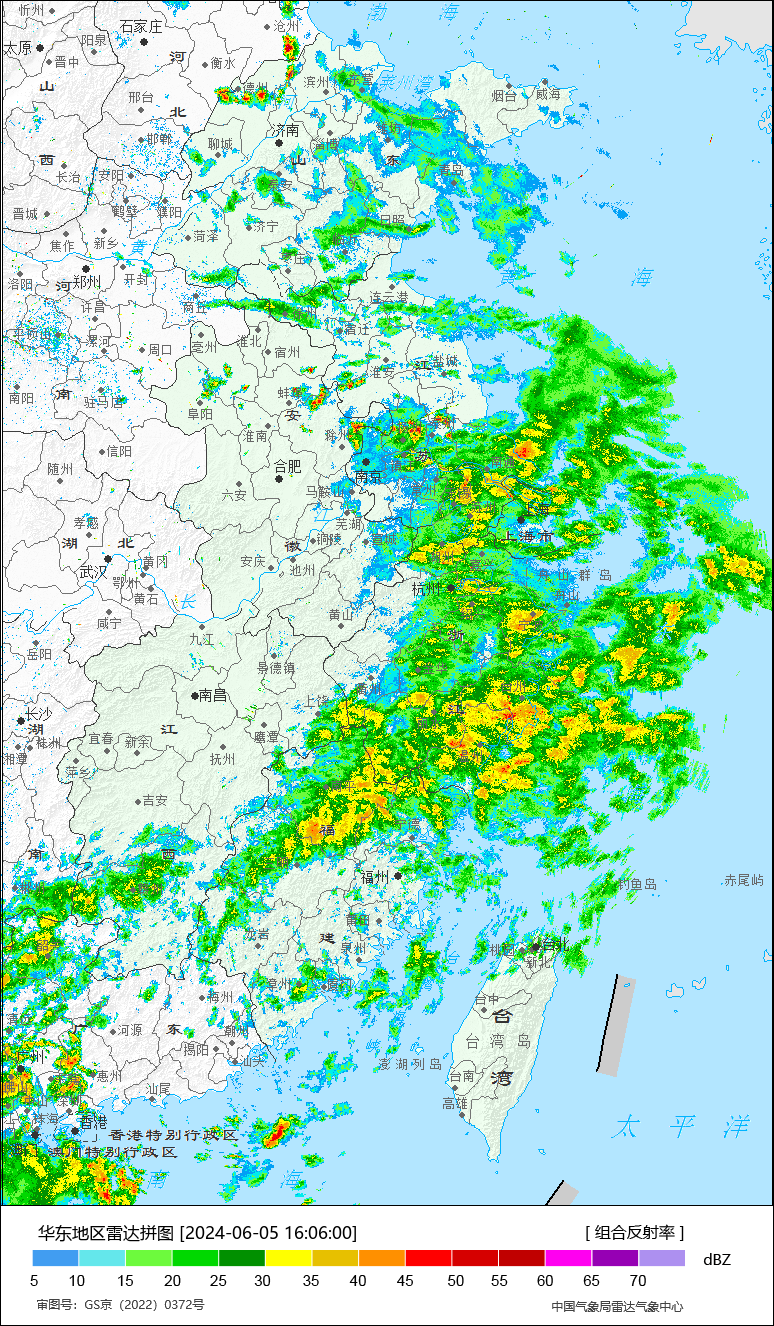 忻州
渤 海
石家庄
沧州
太原
阳泉
河
衡水
晋中
德州
滨州
东营
莱州湾
山
邢台
北
烟台
威海
邯郸
聊城
济南
淄博
西
山
东
长治
安阳
泰安
青岛
晋城
鹤壁
濮阳
日照
焦作
新乡
黄
菏泽
济宁
洛阳
河
郑州
开封
黄
海
许昌
商丘
连云港
平顶山
漯河
周口
亳州
淮北
宿州
宿迁
淮安
江
盐城
南阳
南
驻马店
阜阳
蚌埠
安
淮南
滁州
苏
信阳
随州
合肥
南京
六安
马鞍山
芜湖
上海
孝感
湖
北
徽
铜陵
宣城
上海市
武汉
黄冈
安庆
池州
群 岛
鄂州
黄石
杭州
长
咸宁
黄山
九江
浙
岳阳
景德镇
南昌
上饶
长沙
湖
江
江
株洲
宜春
新余
鹰潭
湘潭
萍乡
抚州
吉安
南
西
福
福州
钓鱼岛
赤尾屿
莆田
龙岩
建
泉州
桃园
台北
新北
漳州
厦门
梅州
台中
台
广
东
河源
潮州
台 湾 岛
广州
揭阳
汕头
澎湖列岛
惠州
台南
湾
汕尾
高雄
珠海
香港
香港特别行政区
太 平 洋
澳门特别行政区
南
海
华东地区雷达拼图 [2024-06-05 16:06:00]
[ 组合反射率 ]
dBZ
5 10 15 20 25 30 35 40 45 50 55 60 65 70
审图号：GS京（2022）0372号
中国气象局雷达气象中心